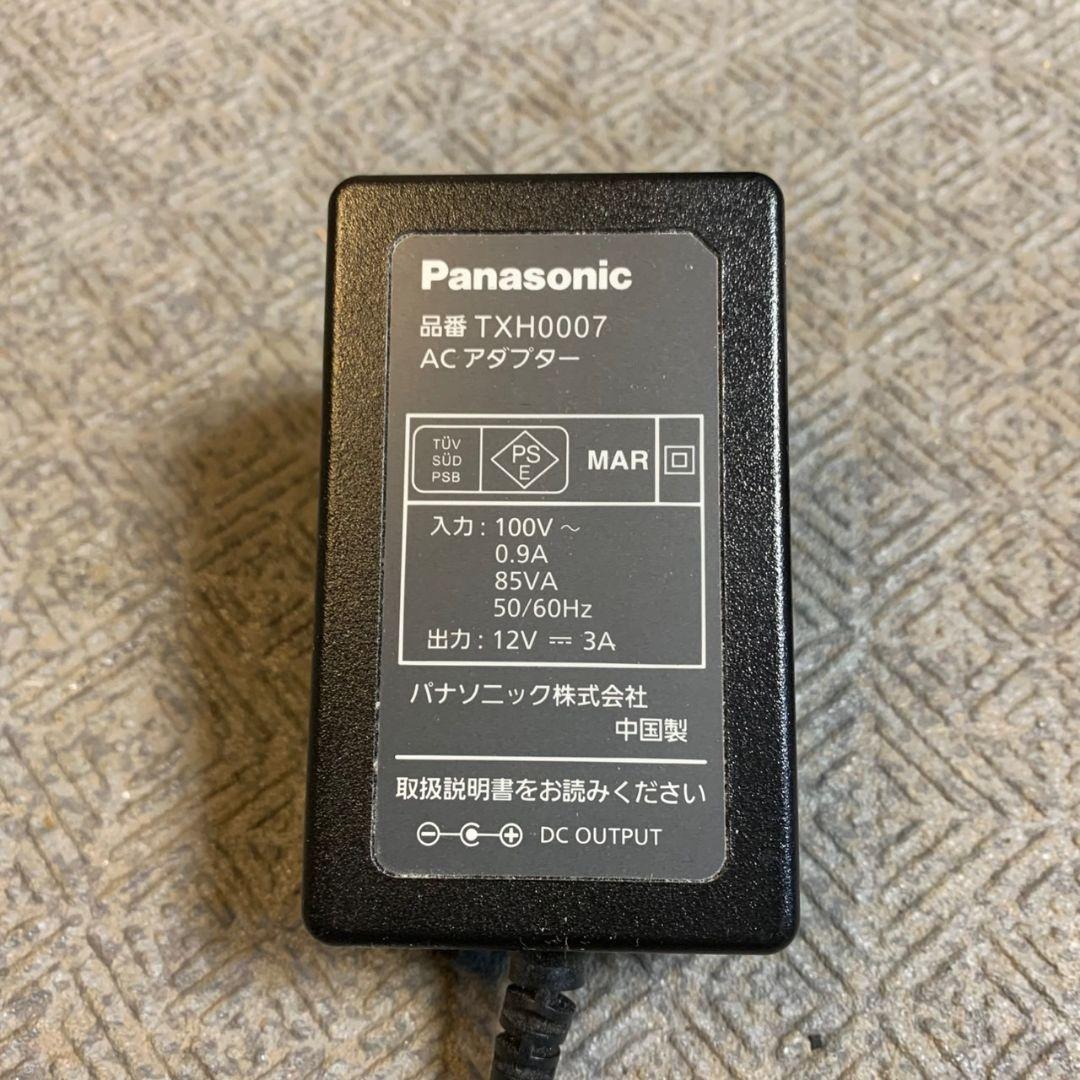 Panasonic
品番 TXH0007
ACアダプター
TÜV
SÜD
PSB
PS
E
MAR
入力 : 100V ～
0.9A
85VA
50/60Hz
出力 : 12V ⎓ 3A
パナソニック株式会社
中国製
取扱説明書をお読みください
DC OUTPUT